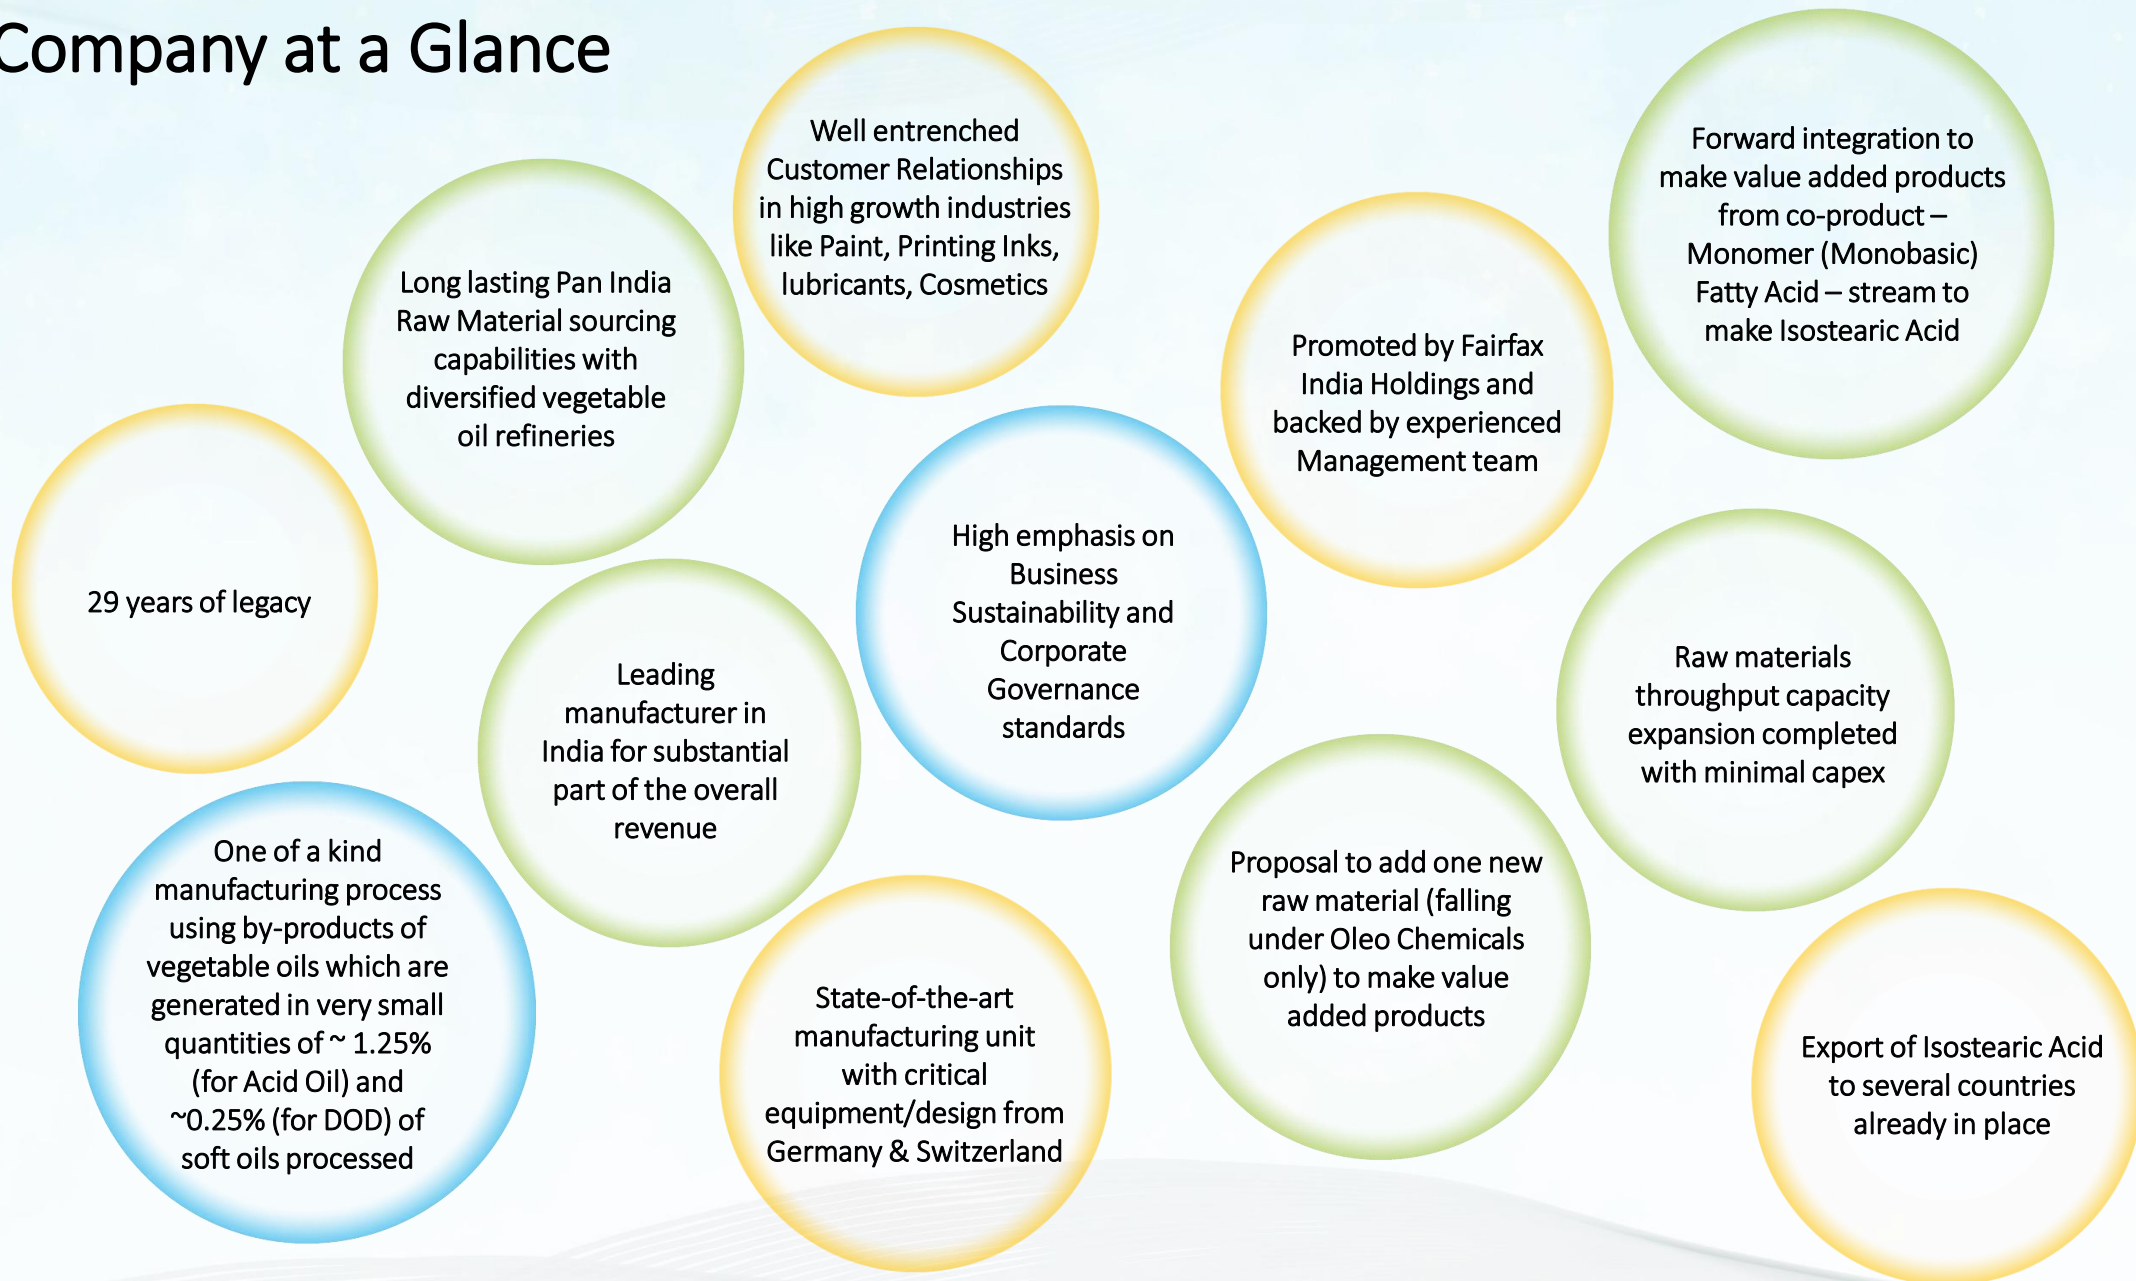 Company at a Glance
Well entrenched
Customer Relationships
in high growth industries
like Paint, Printing Inks,
lubricants, Cosmetics
Forward integration to
make value added products
from co-product –
Monomer (Monobasic)
Fatty Acid – stream to
make Isostearic Acid
Long lasting Pan India
Raw Material sourcing
capabilities with
diversified vegetable
oil refineries
Promoted by Fairfax
India Holdings and
backed by experienced
Management team
29 years of legacy
High emphasis on
Business
Sustainability and
Corporate
Governance
standards
Leading
manufacturer in
India for substantial
part of the overall
revenue
Raw materials
throughput capacity
expansion completed
with minimal capex
One of a kind
manufacturing process
using by-products of
vegetable oils which are
generated in very small
quantities of ~ 1.25%
(for Acid Oil) and
~0.25% (for DOD) of
soft oils processed
State-of-the-art
manufacturing unit
with critical
equipment/design from
Germany & Switzerland
Proposal to add one new
raw material (falling
under Oleo Chemicals
only) to make value
added products
Export of Isostearic Acid
to several countries
already in place